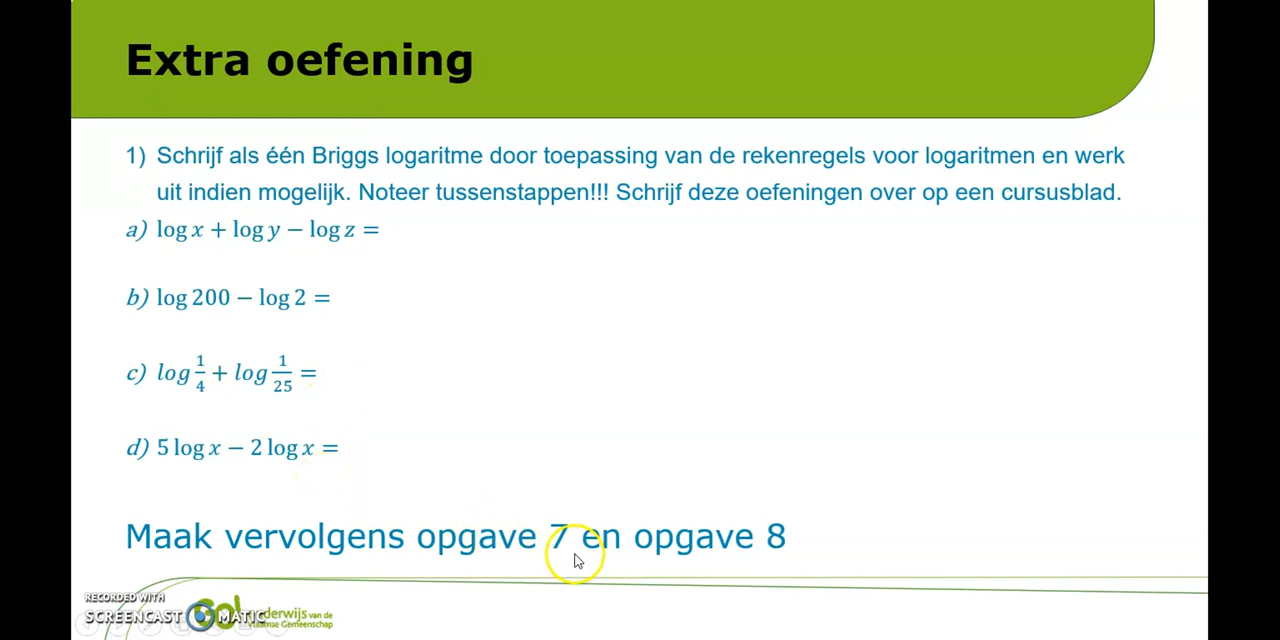 Extra oefening
1) Schrijf als één Briggs logaritme door toepassing van de rekenregels voor logaritmen en werk
uit indien mogelijk. Noteer tussenstappen!!! Schrijf deze oefeningen over op een cursusblad.
a) log x + log y − log z =
b) log 200 − log 2 =
c) log 1/4 + log 1/25 =
d) 5 log x − 2 log x =
Maak vervolgens opgave 7 en opgave 8
RECORDED WITH
SCREENCAST MATIC
Vlaamse Gemeenschap